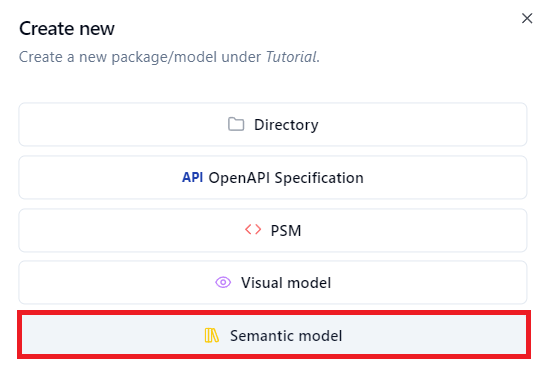 Create new
Create a new package/model under Tutorial.
Directory
API OpenAPI Specification
PSM
Visual model
Semantic model